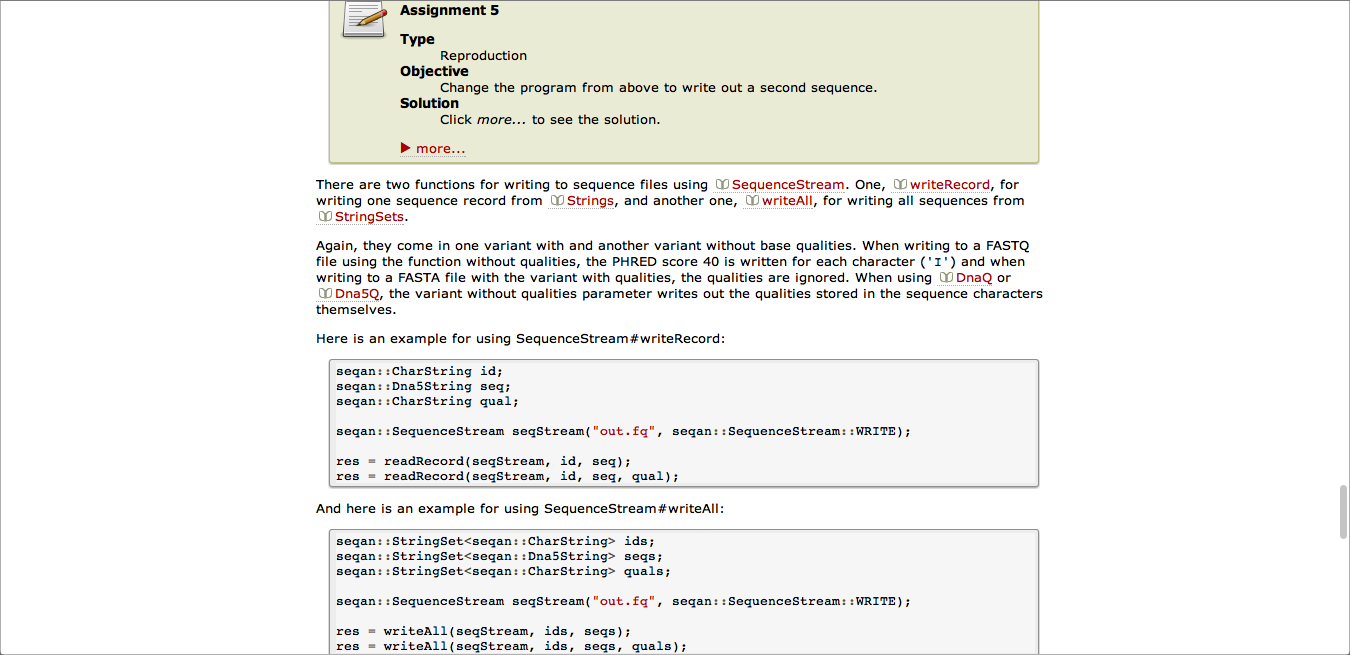 Assignment 5
Type
Reproduction
Objective
Change the program from above to write out a second sequence.
Solution
Click more... to see the solution.
more...
There are two functions for writing to sequence files using SequenceStream. One, writeRecord, for
writing one sequence record from Strings, and another one, writeAll, for writing all sequences from
StringSets.
Again, they come in one variant with and another variant without base qualities. When writing to a FASTQ
file using the function without qualities, the PHRED score 40 is written for each character ('I') and when
writing to a FASTA file with the variant with qualities, the qualities are ignored. When using DnaQ or
Dna5Q, the variant without qualities parameter writes out the qualities stored in the sequence characters
themselves.
Here is an example for using SequenceStream#writeRecord:
seqan::CharString id;
seqan::Dna5String seq;
seqan::CharString qual;
seqan::SequenceStream seqStream("out.fq", seqan::SequenceStream::WRITE);
res = readRecord(seqStream, id, seq);
res = readRecord(seqStream, id, seq, qual);
And here is an example for using SequenceStream#writeAll:
seqan::StringSet<seqan::CharString> ids;
seqan::StringSet<seqan::Dna5String> seqs;
seqan::StringSet<seqan::CharString> quals;
seqan::SequenceStream seqStream("out.fq", seqan::SequenceStream::WRITE);
res = writeAll(seqStream, ids, seqs);
res = writeAll(seqStream, ids, seqs, quals);